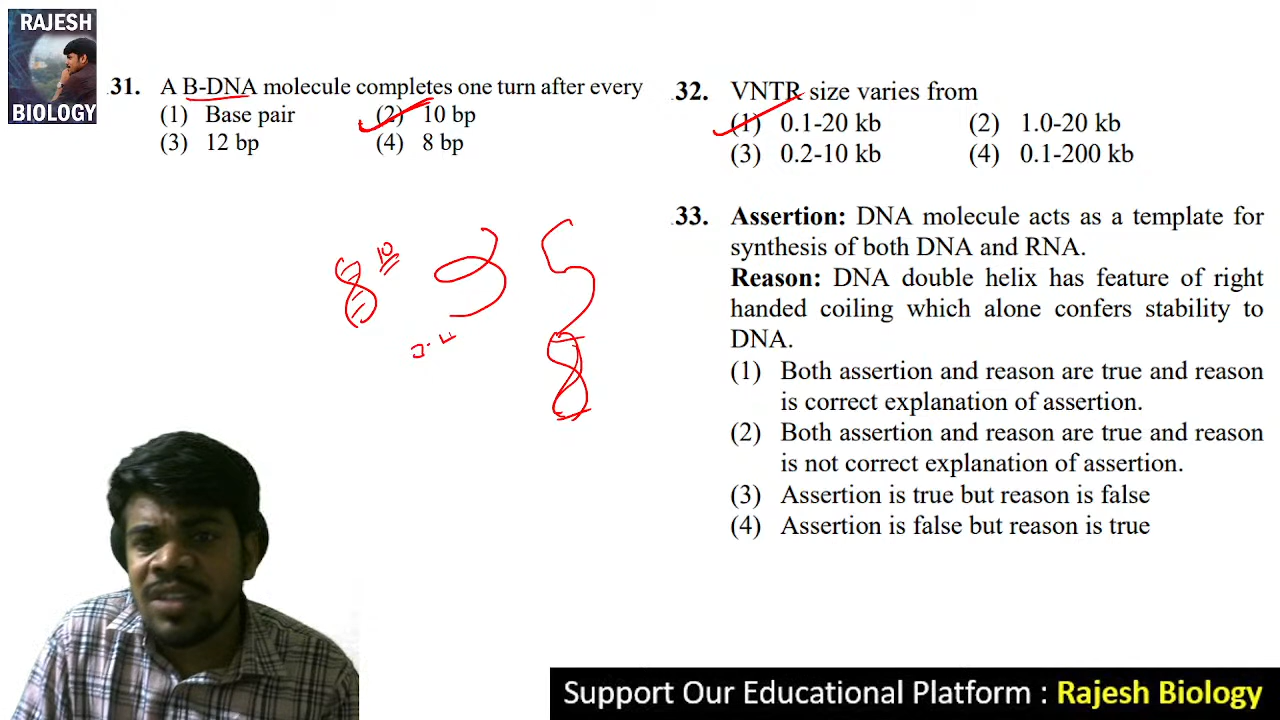 RAJESH
BIOLOGY
31. A B-DNA molecule completes one turn after every
(1) Base pair (2) 10 bp
(3) 12 bp (4) 8 bp
10
3.4
32. VNTR size varies from
(1) 0.1-20 kb (2) 1.0-20 kb
(3) 0.2-10 kb (4) 0.1-200 kb
33. Assertion: DNA molecule acts as a template for
synthesis of both DNA and RNA.
Reason: DNA double helix has feature of right
handed coiling which alone confers stability to
DNA.
(1) Both assertion and reason are true and reason
is correct explanation of assertion.
(2) Both assertion and reason are true and reason
is not correct explanation of assertion.
(3) Assertion is true but reason is false
(4) Assertion is false but reason is true
Support Our Educational Platform : Rajesh Biology